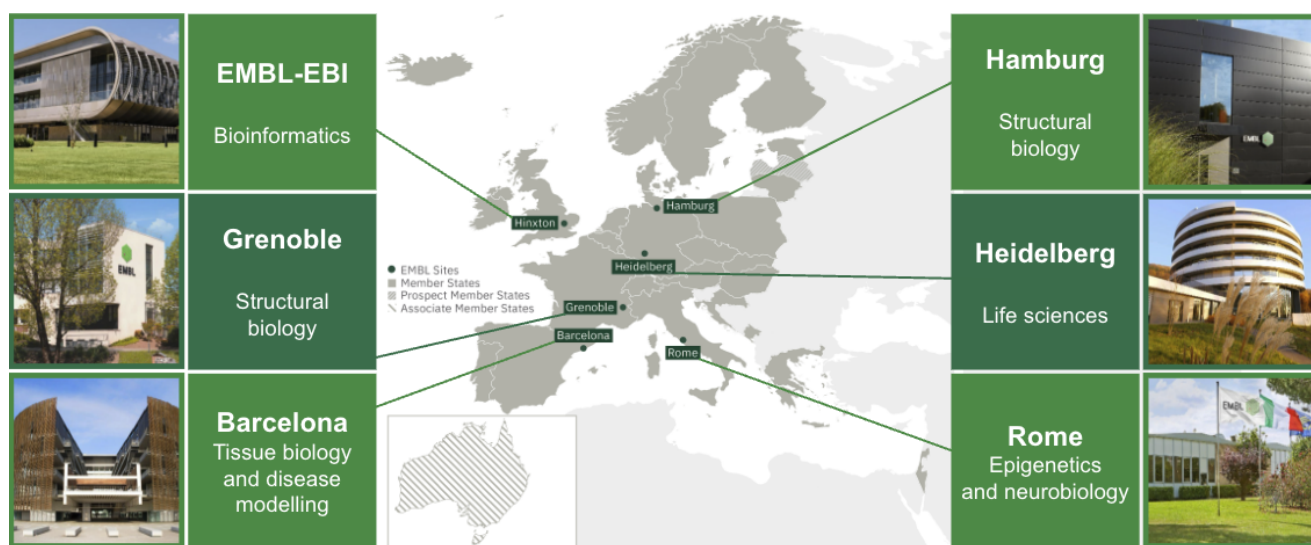 EMBL-EBI
Bioinformatics
Grenoble
Structural
biology
EMBL
Barcelona
Tissue biology
and disease
modelling
Hinxton
Hamburg
Heidelberg
Grenoble
Barcelona
Rome
EMBL Sites
Member States
Prospect Member States
Associate Member States
Hamburg
Structural
biology
EMBL
Heidelberg
Life sciences
Rome
Epigenetics
and neurobiology
EMBL